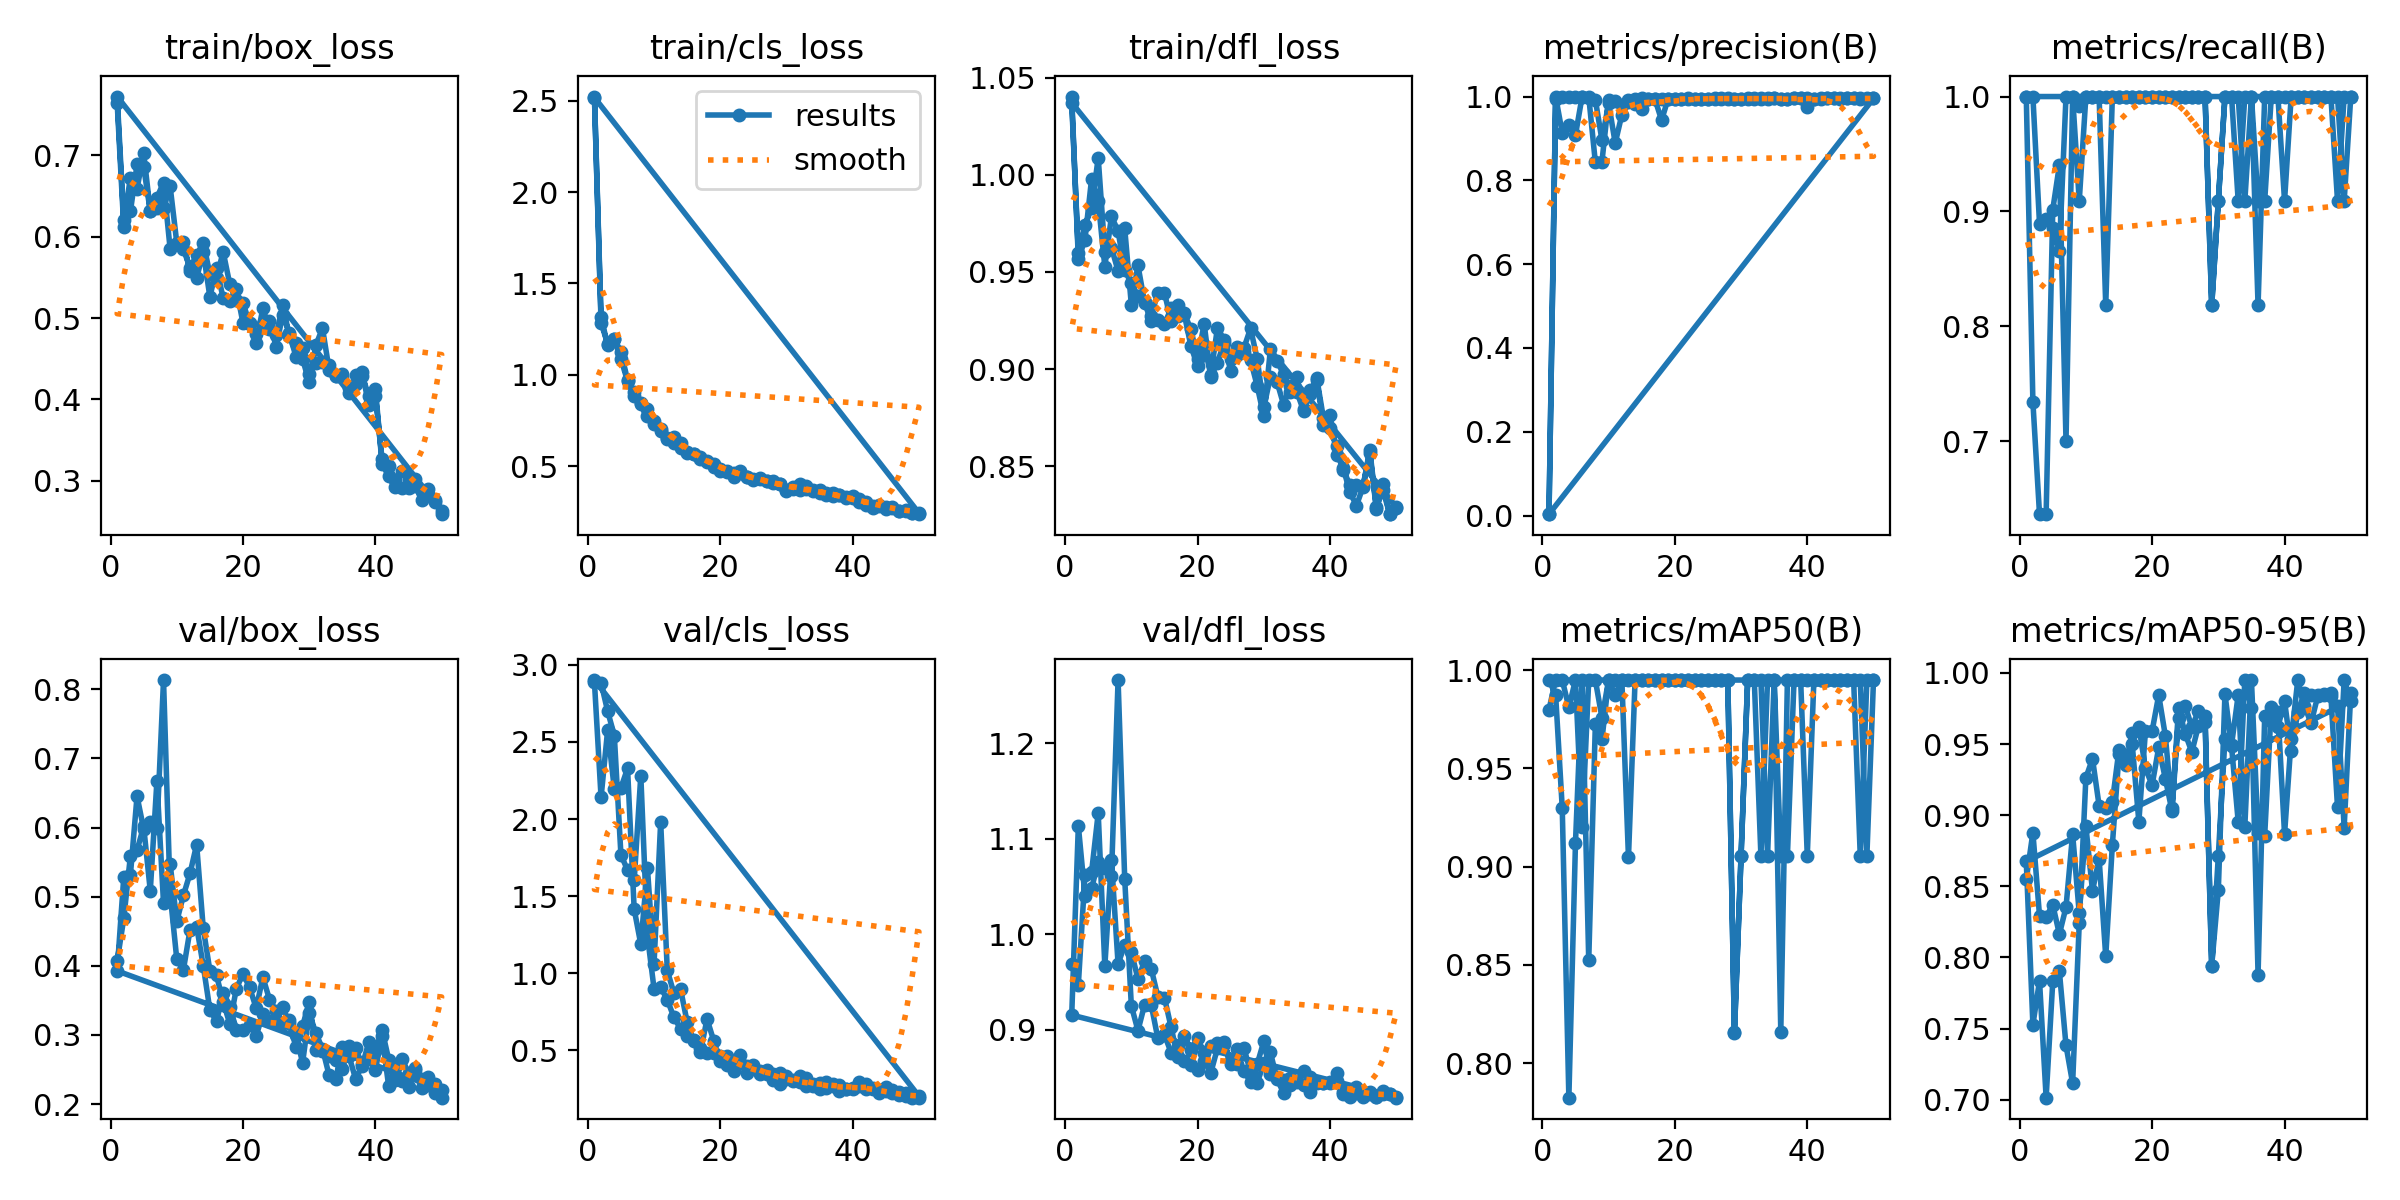 train/box_loss
0.7
0.6
0.5
0.4
0.3
0 20 40
train/cls_loss
results
smooth
2.5
2.0
1.5
1.0
0.5
0 20 40
train/dfl_loss
1.05
1.00
0.95
0.90
0.85
0 20 40
metrics/precision(B)
1.0
0.8
0.6
0.4
0.2
0.0
0 20 40
metrics/recall(B)
1.0
0.9
0.8
0.7
0 20 40
val/box_loss
0.8
0.7
0.6
0.5
0.4
0.3
0.2
0 20 40
val/cls_loss
3.0
2.5
2.0
1.5
1.0
0.5
0 20 40
val/dfl_loss
1.2
1.1
1.0
0.9
0 20 40
metrics/mAP50(B)
1.00
0.95
0.90
0.85
0.80
0 20 40
metrics/mAP50-95(B)
1.00
0.95
0.90
0.85
0.80
0.75
0.70
0 20 40